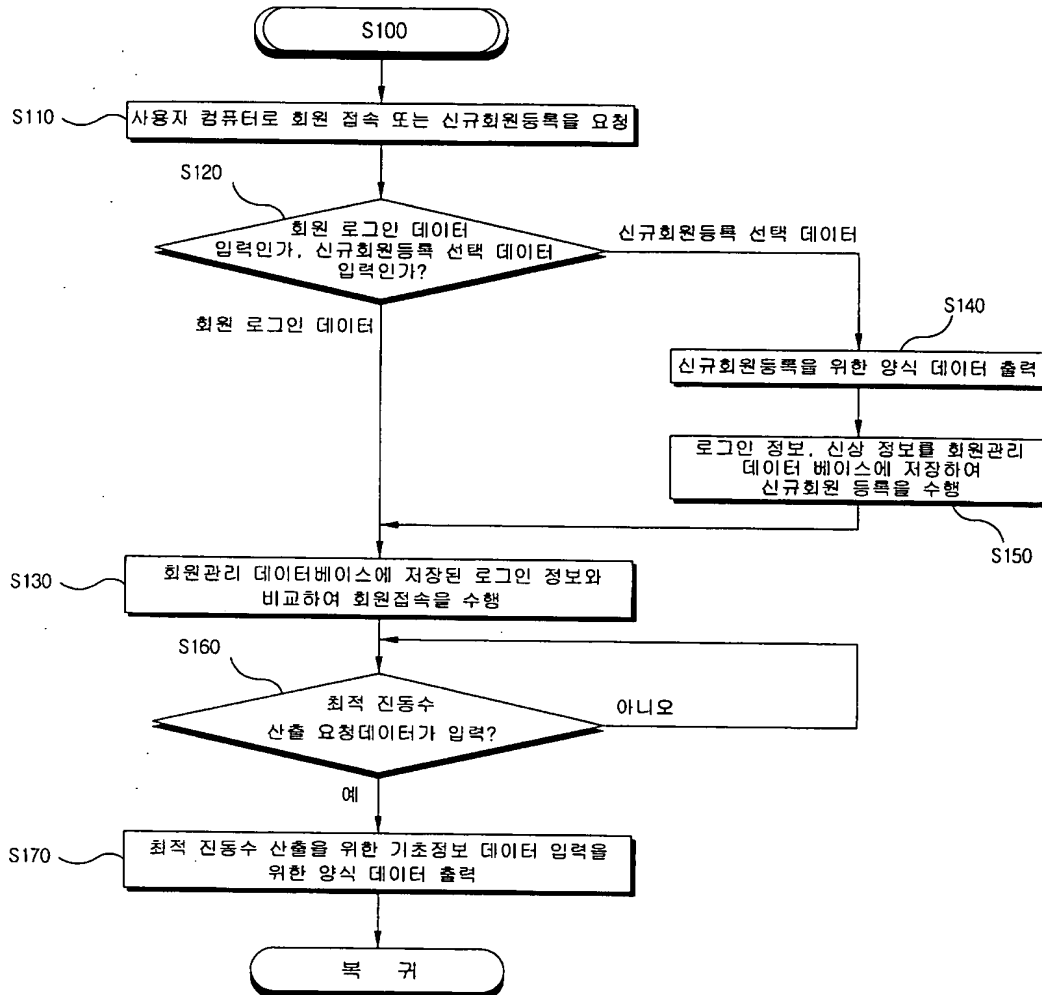 S100
S110
사용자 컴퓨터로 회원 접속 또는 신규회원등록을 요청
S120
회원 로그인 데이터
입력인가, 신규회원등록 선택 데이터
입력인가?
신규회원등록 선택 데이터
회원 로그인 데이터
S140
신규회원등록을 위한 양식 데이터 출력
로그인 정보, 신상 정보를 회원관리
데이터 베이스에 저장하여
신규회원 등록을 수행
S150
S130
회원관리 데이터베이스에 저장된 로그인 정보와
비교하여 회원접속을 수행
S160
최적 진동수
산출 요청데이터가 입력?
아니오
예
S170
최적 진동수 산출을 위한 기초정보 데이터 입력을
위한 양식 데이터 출력
복 귀